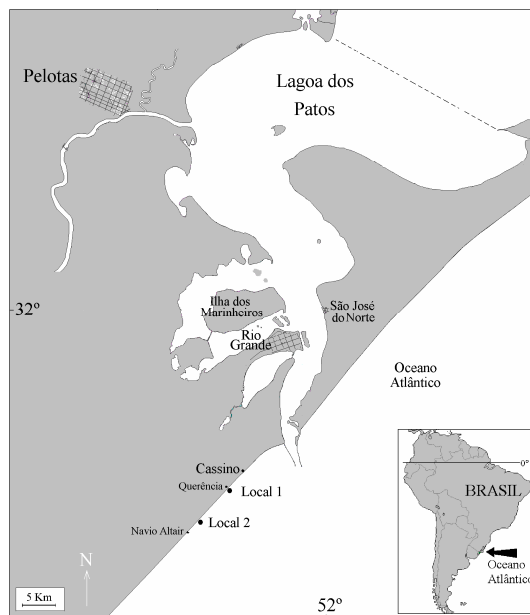 Pelotas
Lagoa dos
Patos
32º
Ilha dos
Marinheiros
São José
do Norte
Rio
Grande
Oceano
Atlântico
Cassino
Querência
Local 1
Local 2
Navio Altair
N
5 Km
52º
0º
BRASIL
Oceano
Atlântico